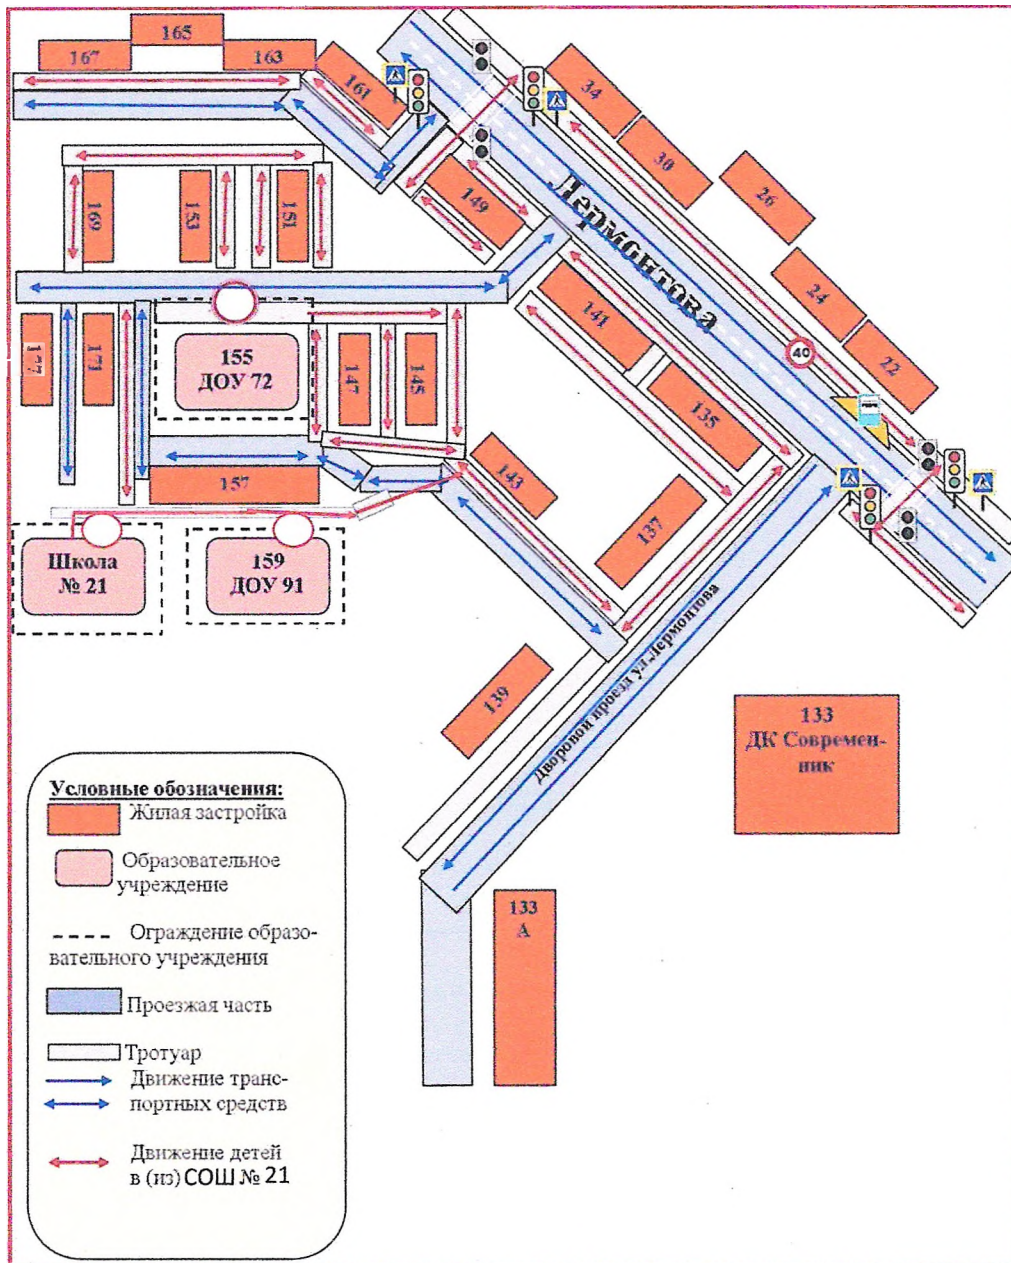 165
167
163
161
34
30
26
149
Лермонтова
169
153
151
24
22
141
40
177
171
155
ДОУ 72
147
145
135
157
143
137
Школа
№ 21
159
ДОУ 91
139
Дворовой проезд ул.Лермонтова
133
ДК Современ-
ник
133
А
Условные обозначения:
Жилая застройка
Образовательное
учреждение
Ограждение образо-
вательного учреждения
Проезжая часть
Тротуар
Движение транс-
портных средств
Движение детей
в (из) СОШ № 21